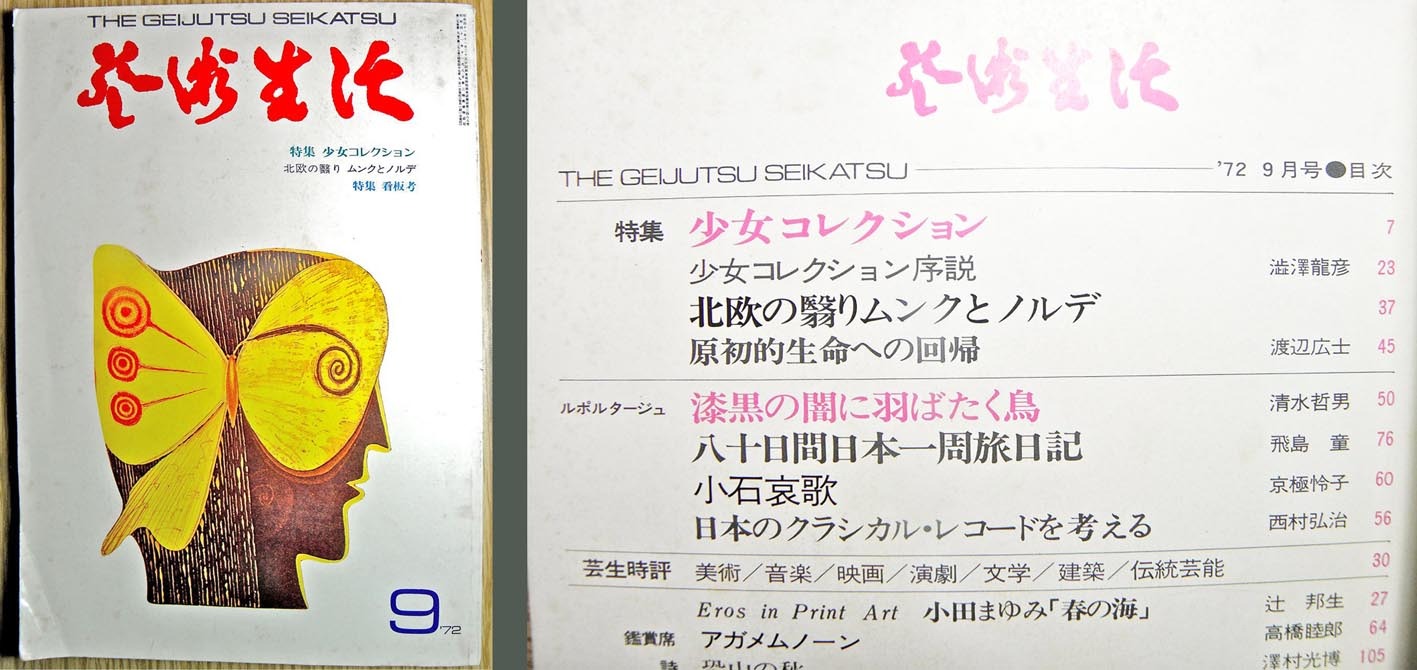 THE GEIJUTSU SEIKATSU
芸術生活
特集 少女コレクション
北欧の翳り ムンクとノルデ
特集 看板考
9 '72
芸術生活
THE GEIJUTSU SEIKATSU '72 9月号●目次
特集 少女コレクション 7
少女コレクション序説 澁澤龍彦 23
北欧の翳りムンクとノルデ 37
原初的生命への回帰 渡辺広士 45
ルポルタージュ 漆黒の闇に羽ばたく鳥 清水哲男 50
八十日間日本一周旅日記 飛島 童 76
小石哀歌 京極怜子 60
日本のクラシカル・レコードを考える 西村弘治 56
芸生時評 美術／音楽／映画／演劇／文学／建築／伝統芸能 30
Eros in Print Art 小田まゆみ「春の海」 辻 邦生 27
鑑賞席 アガメムノーン 高橋睦郎 64
詩 恐山の秋 澤村光博 105